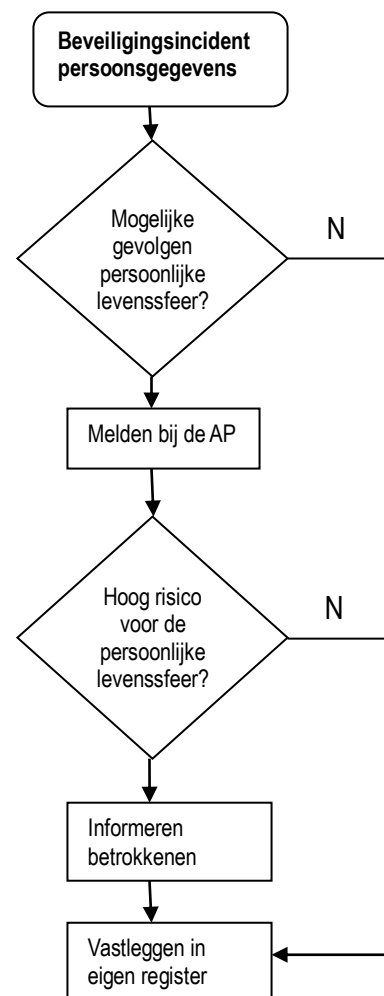 Beveiligingsincident
persoonsgegevens
Mogelijke
gevolgen
persoonlijke
levenssfeer?
N
Melden bij de AP
Hoog risico
voor de
persoonlijke
levenssfeer?
N
Informeren
betrokkenen
Vastleggen in
eigen register